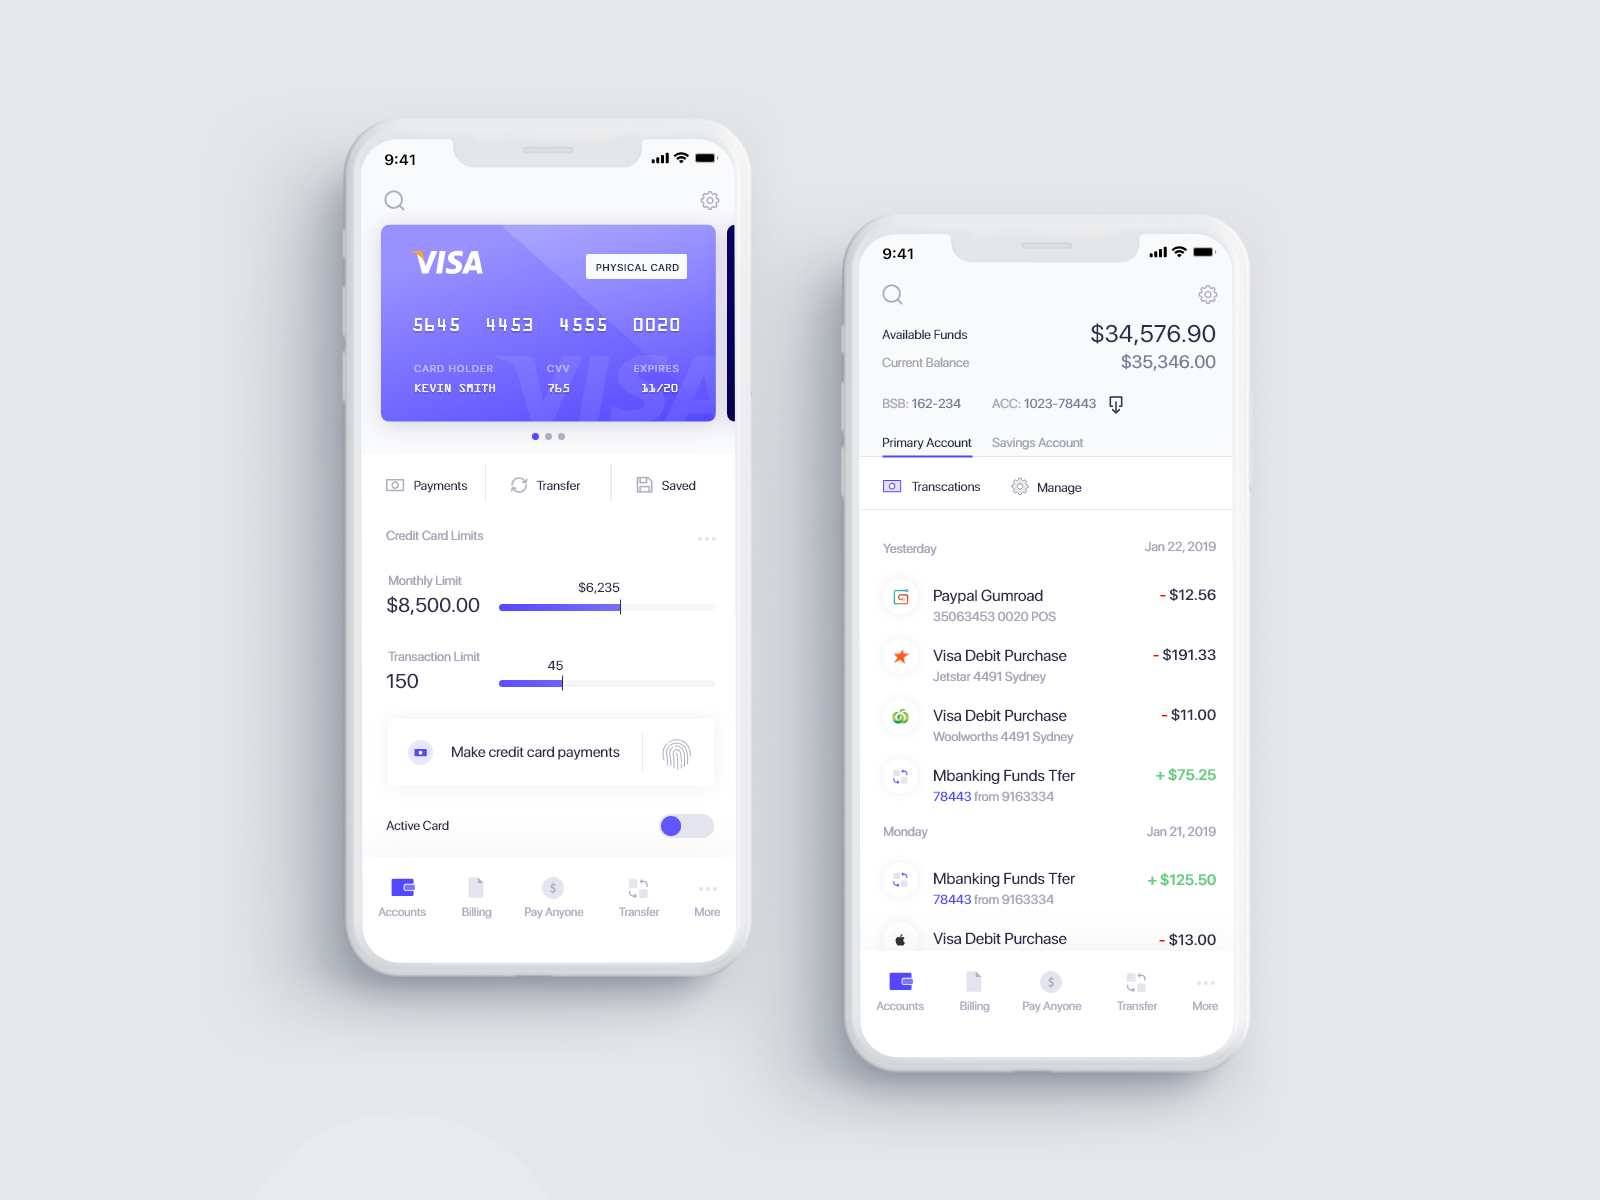 9:41
VISA
PHYSICAL CARD
5645 4453 4555 0020
CARD HOLDER CVV EXPIRES
KEVIN SMITH 765 11/20
VISA
Payments Transfer Saved
Credit Card Limits
Monthly Limit
$6,235
$8,500.00
Transaction Limit
45
150
Make credit card payments
Active Card
$
Accounts Billing Pay Anyone Transfer More
9:41
Available Funds $34,576.90
Current Balance $35,346.00
BSB: 162-234 ACC: 1023-78443
Primary Account Savings Account
Transcations Manage
Yesterday Jan 22, 2019
Paypal Gumroad - $12.56
35063453 0020 POS
Visa Debit Purchase - $191.33
Jetstar 4491 Sydney
Visa Debit Purchase - $11.00
Woolworths 4491 Sydney
Mbanking Funds Tfer + $75.25
78443 from 9163334
Monday Jan 21, 2019
Mbanking Funds Tfer + $125.50
78443 from 9163334
Visa Debit Purchase - $13.00
$
Accounts Billing Pay Anyone Transfer More